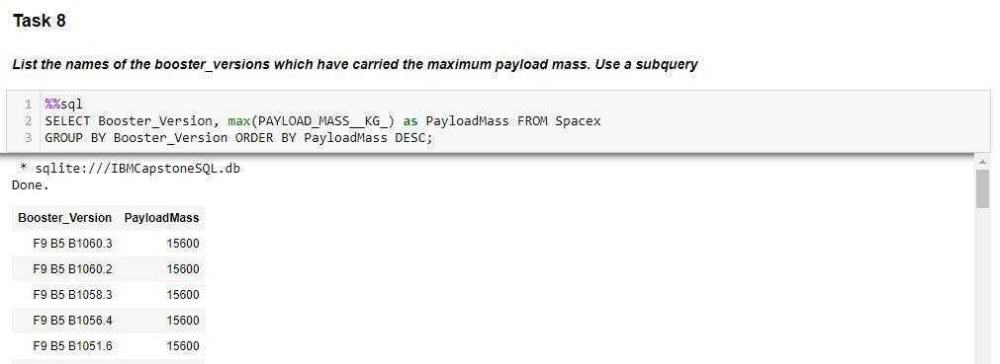 Task 8
List the names of the booster_versions which have carried the maximum payload mass. Use a subquery
1 %%sql
2 SELECT Booster_Version, max(PAYLOAD_MASS__KG_) as PayloadMass FROM Spacex
3 GROUP BY Booster_Version ORDER BY PayloadMass DESC;
* sqlite:///IBMCapstoneSQL.db
Done.
Booster_Version PayloadMass
F9 B5 B1060.3 15600
F9 B5 B1060.2 15600
F9 B5 B1058.3 15600
F9 B5 B1056.4 15600
F9 B5 B1051.6 15600